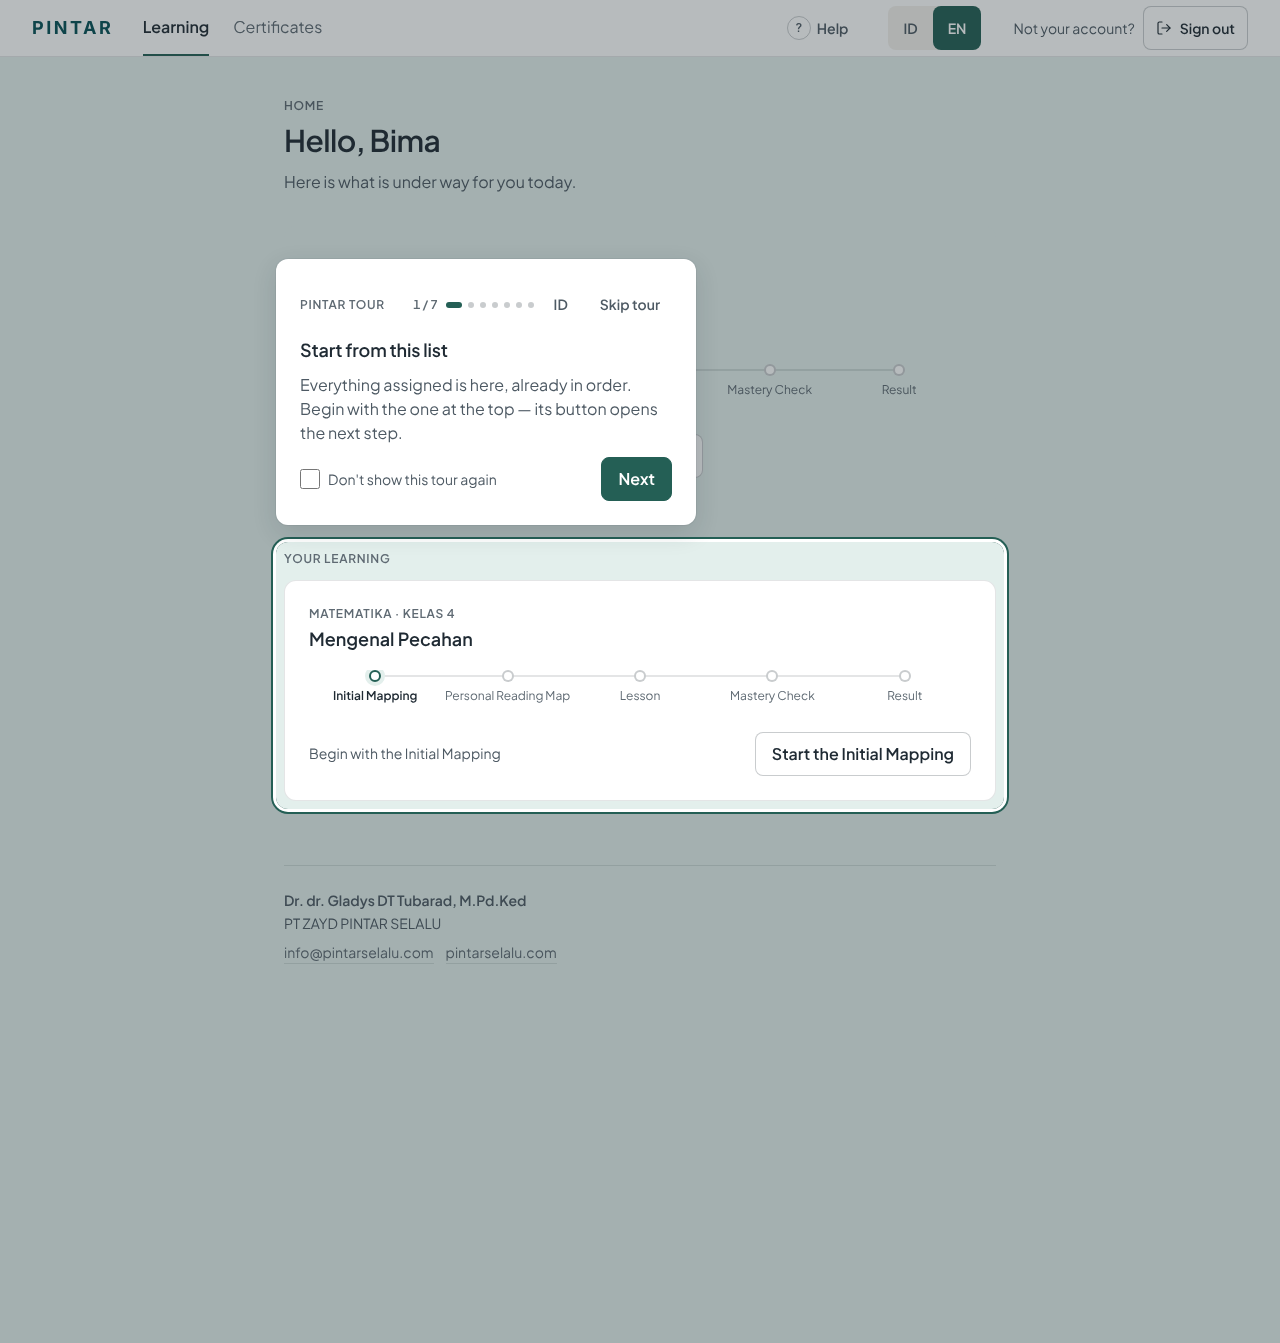 PINTAR
Learning
Certificates
?
Help
ID
EN
Not your account?
Sign out
HOME
Hello, Bima
Here is what is under way for you today.
PINTAR TOUR
1/7
ID
Skip tour
Start from this list
Everything assigned is here, already in order.
Begin with the one at the top — its button opens
the next step.
Don't show this tour again
Next
Mastery Check
Result
YOUR LEARNING
MATEMATIKA · KELAS 4
Mengenal Pecahan
Initial Mapping
Personal Reading Map
Lesson
Mastery Check
Result
Begin with the Initial Mapping
Start the Initial Mapping
Dr. dr. Gladys DT Tubarad, M.Pd.Ked
PT ZAYD PINTAR SELALU
info@pintarselalu.com
pintarselalu.com